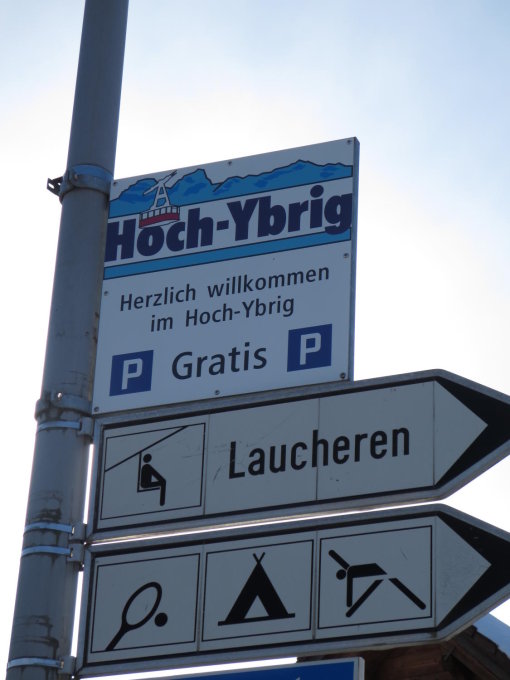 Hoch-Ybrig
Herzlich willkommen
im Hoch-Ybrig
P Gratis P
Laucheren